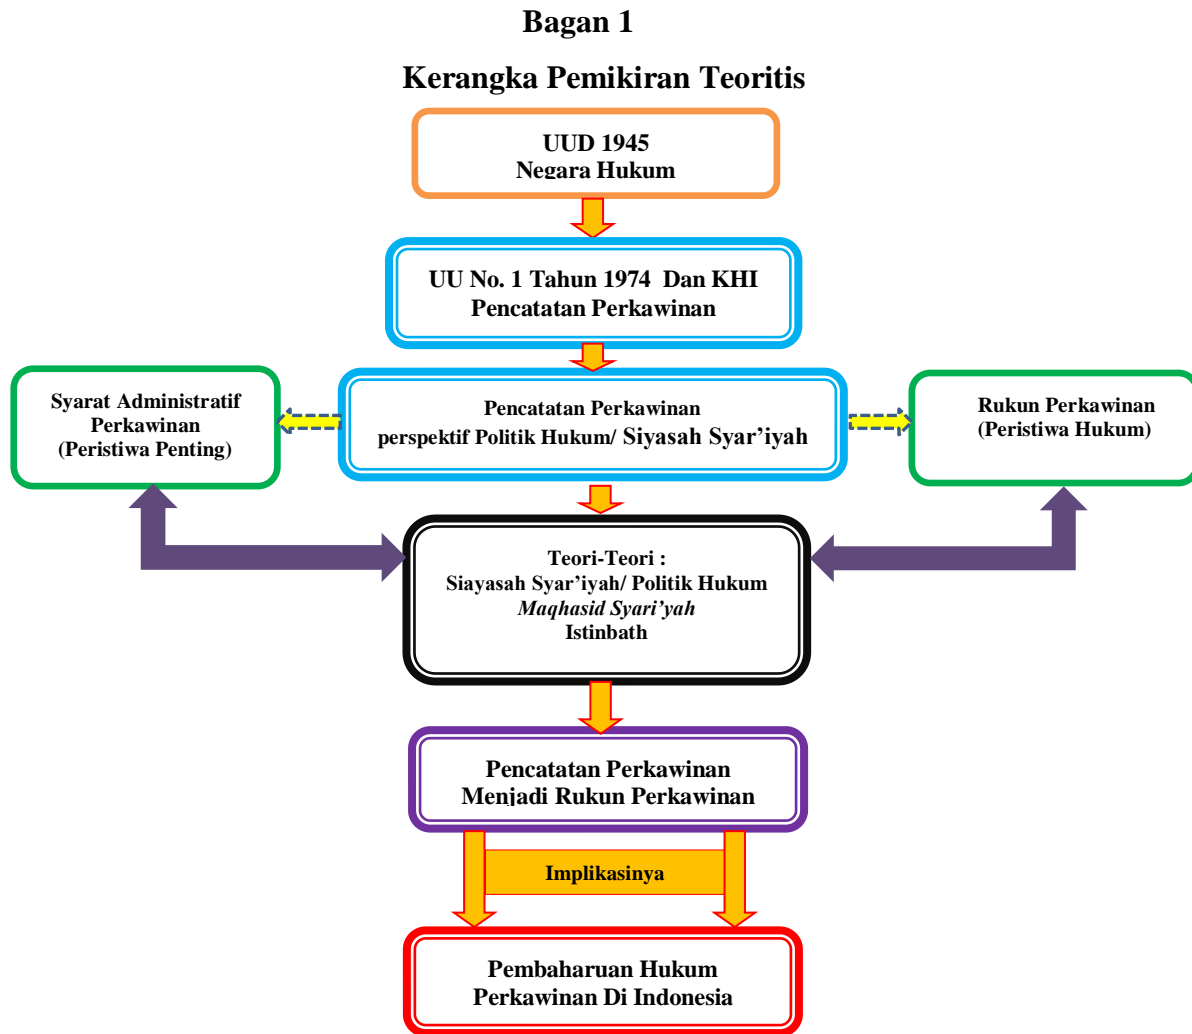 Bagan 1
Kerangka Pemikiran Teoritis
UUD 1945
Negara Hukum
UU No. 1 Tahun 1974 Dan KHI
Pencatatan Perkawinan
Syarat Administratif
Perkawinan
(Peristiwa Penting)
Pencatatan Perkawinan
perspektif Politik Hukum/ Siyasah Syar’iyah
Rukun Perkawinan
(Peristiwa Hukum)
Teori-Teori :
Siayasah Syar’iyah/ Politik Hukum
Maqhasid Syari’yah
Istinbath
Pencatatan Perkawinan
Menjadi Rukun Perkawinan
Implikasinya
Pembaharuan Hukum
Perkawinan Di Indonesia